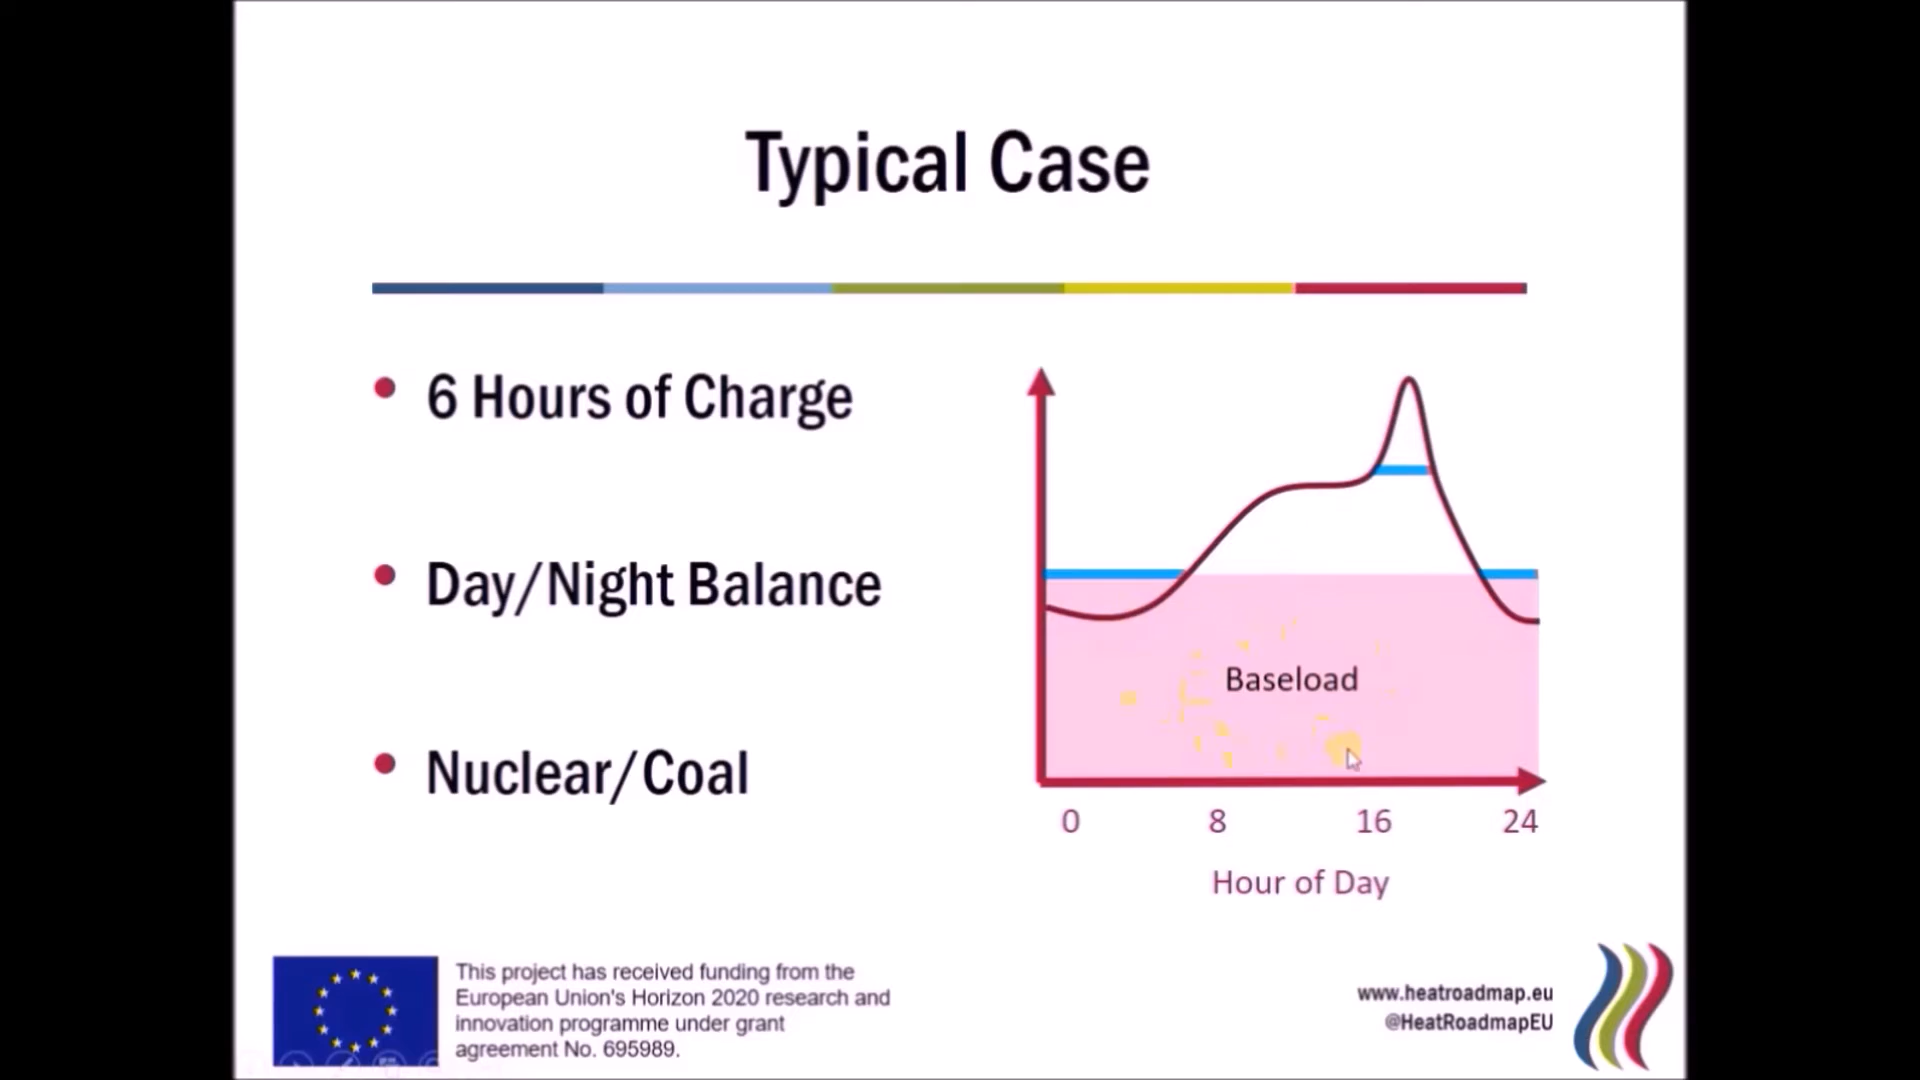 Typical Case
6 Hours of Charge
Day/Night Balance
Nuclear/Coal
Baseload
0 8 16 24
Hour of Day
This project has received funding from the
European Union's Horizon 2020 research and
innovation programme under grant
agreement No. 695989.
www.heatroadmap.eu
@HeatRoadmapEU